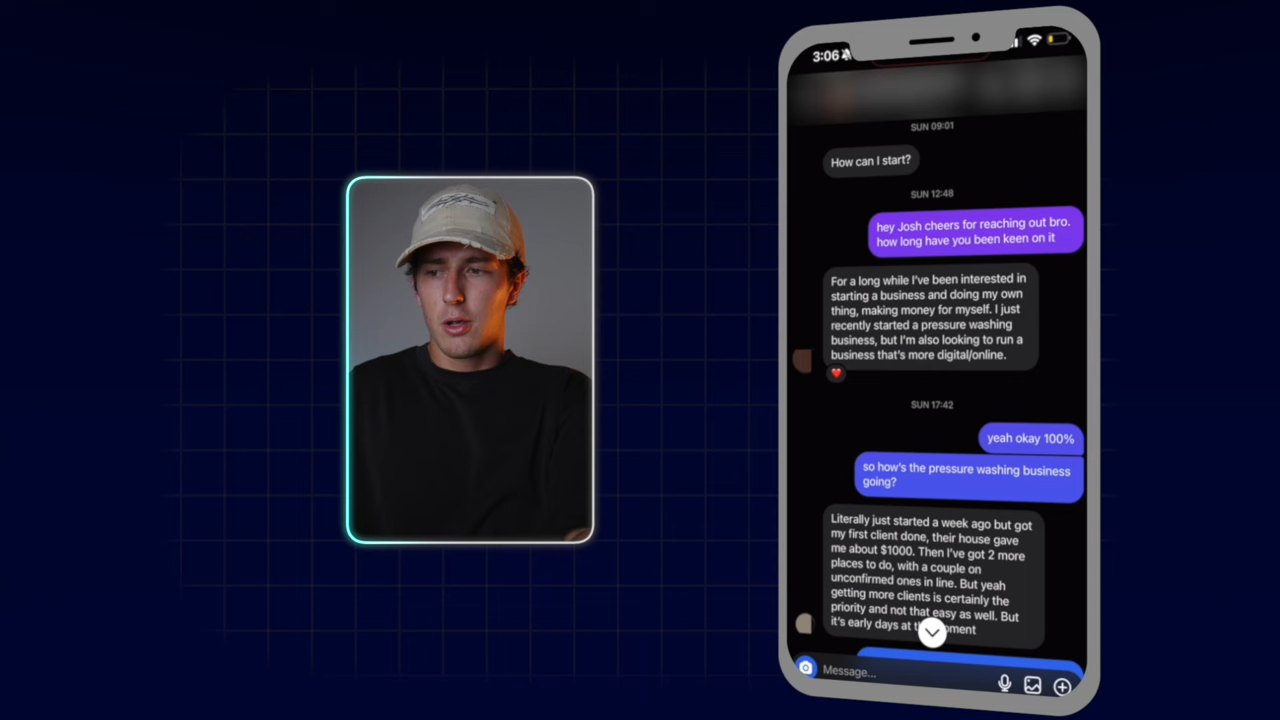 3:06
SUN 09:01
How can I start?
SUN 12:48
hey Josh cheers for reaching out bro.
how long have you been keen on it
For a long while I've been interested in
starting a business and doing my own
thing, making money for myself. I just
recently started a pressure washing
business, but I'm also looking to run a
business that's more digital/online.
SUN 17:42
yeah okay 100%
so how's the pressure washing business
going?
Literally just started a week ago but got
my first client done, their house gave
me about $1000. Then I've got 2 more
places to do, with a couple on
unconfirmed ones in line. But yeah
getting more clients is certainly the
priority and not that easy as well. But
it's early days at
Message...